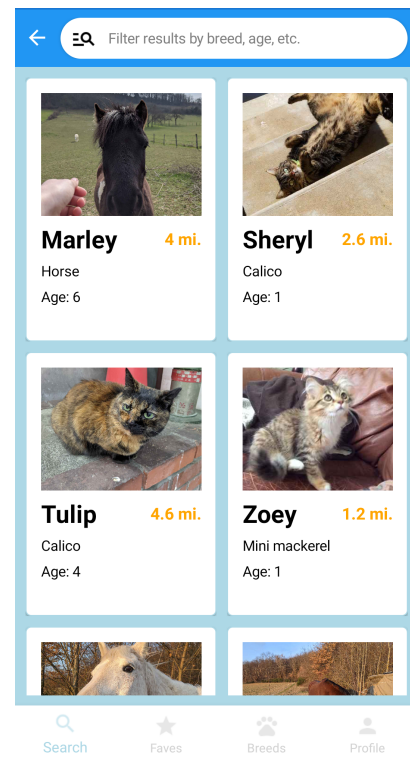 Filter results by breed, age, etc.
Marley 4 mi.
Horse
Age: 6
Sheryl 2.6 mi.
Calico
Age: 1
Tulip 4.6 mi.
Calico
Age: 4
Zoey 1.2 mi.
Mini mackerel
Age: 1
Search Faves Breeds Profile